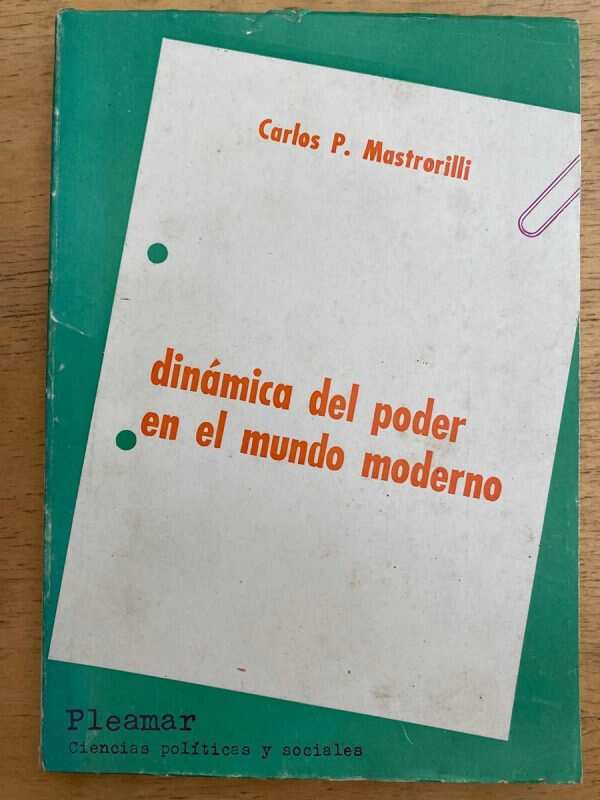 Carlos P. Mastrorilli
dinámica del poder
en el mundo moderno
Pleamar
Ciencias políticas y sociales